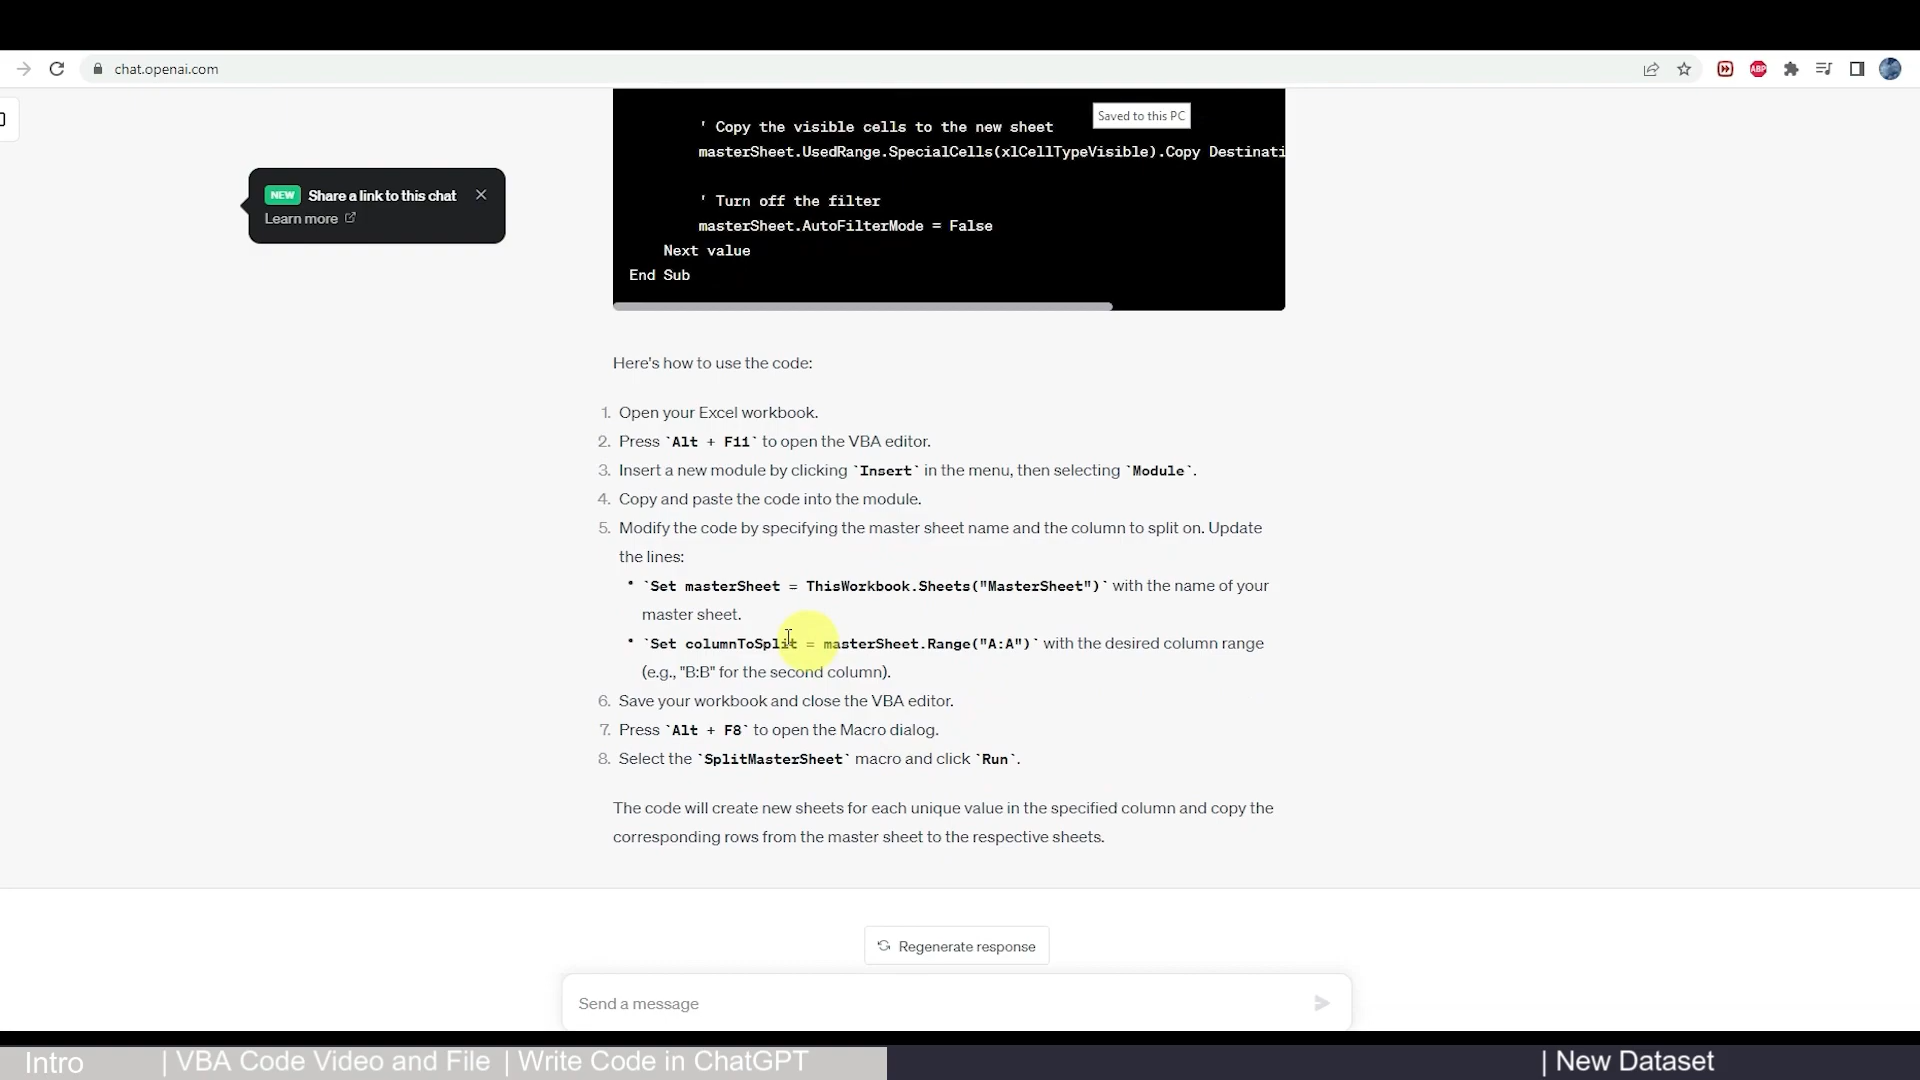 chat.openai.com
ABP
Saved to this PC
' Copy the visible cells to the new sheet
masterSheet.UsedRange.SpecialCells(xlCellTypeVisible).Copy Destinati
' Turn off the filter
masterSheet.AutoFilterMode = False
Next value
End Sub
NEW Share a link to this chat
Learn more
Here's how to use the code:
1. Open your Excel workbook.
2. Press `Alt + F11` to open the VBA editor.
3. Insert a new module by clicking `Insert` in the menu, then selecting `Module`.
4. Copy and paste the code into the module.
5. Modify the code by specifying the master sheet name and the column to split on. Update
the lines:
• `Set masterSheet = ThisWorkbook.Sheets("MasterSheet")` with the name of your
master sheet.
• `Set columnToSplit = masterSheet.Range("A:A")` with the desired column range
(e.g., "B:B" for the second column).
6. Save your workbook and close the VBA editor.
7. Press `Alt + F8` to open the Macro dialog.
8. Select the `SplitMasterSheet` macro and click `Run`.
The code will create new sheets for each unique value in the specified column and copy the
corresponding rows from the master sheet to the respective sheets.
Regenerate response
Send a message
Intro | VBA Code Video and File | Write Code in ChatGPT | New Dataset